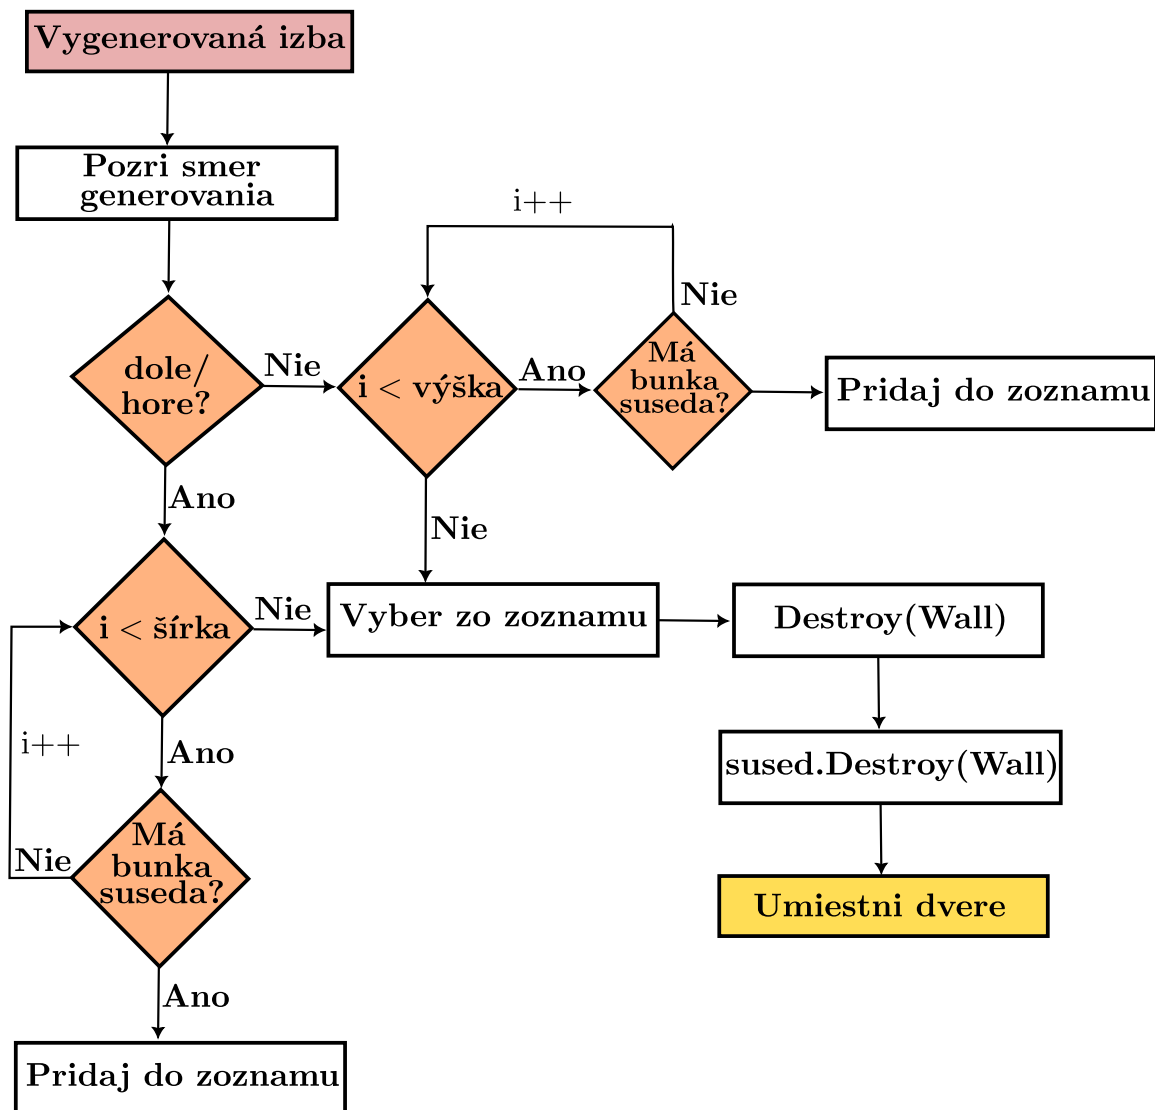 Vygenerovaná izba
Pozri smer
generovania
i++
Nie
dole/
hore?
Nie
i < výška
Ano
Má
bunka
suseda?
Pridaj do zoznamu
Ano
Nie
i < šírka
Nie
Vyber zo zoznamu
Destroy(Wall)
i++
Ano
sused.Destroy(Wall)
Nie
Má
bunka
suseda?
Umiestni dvere
Ano
Pridaj do zoznamu